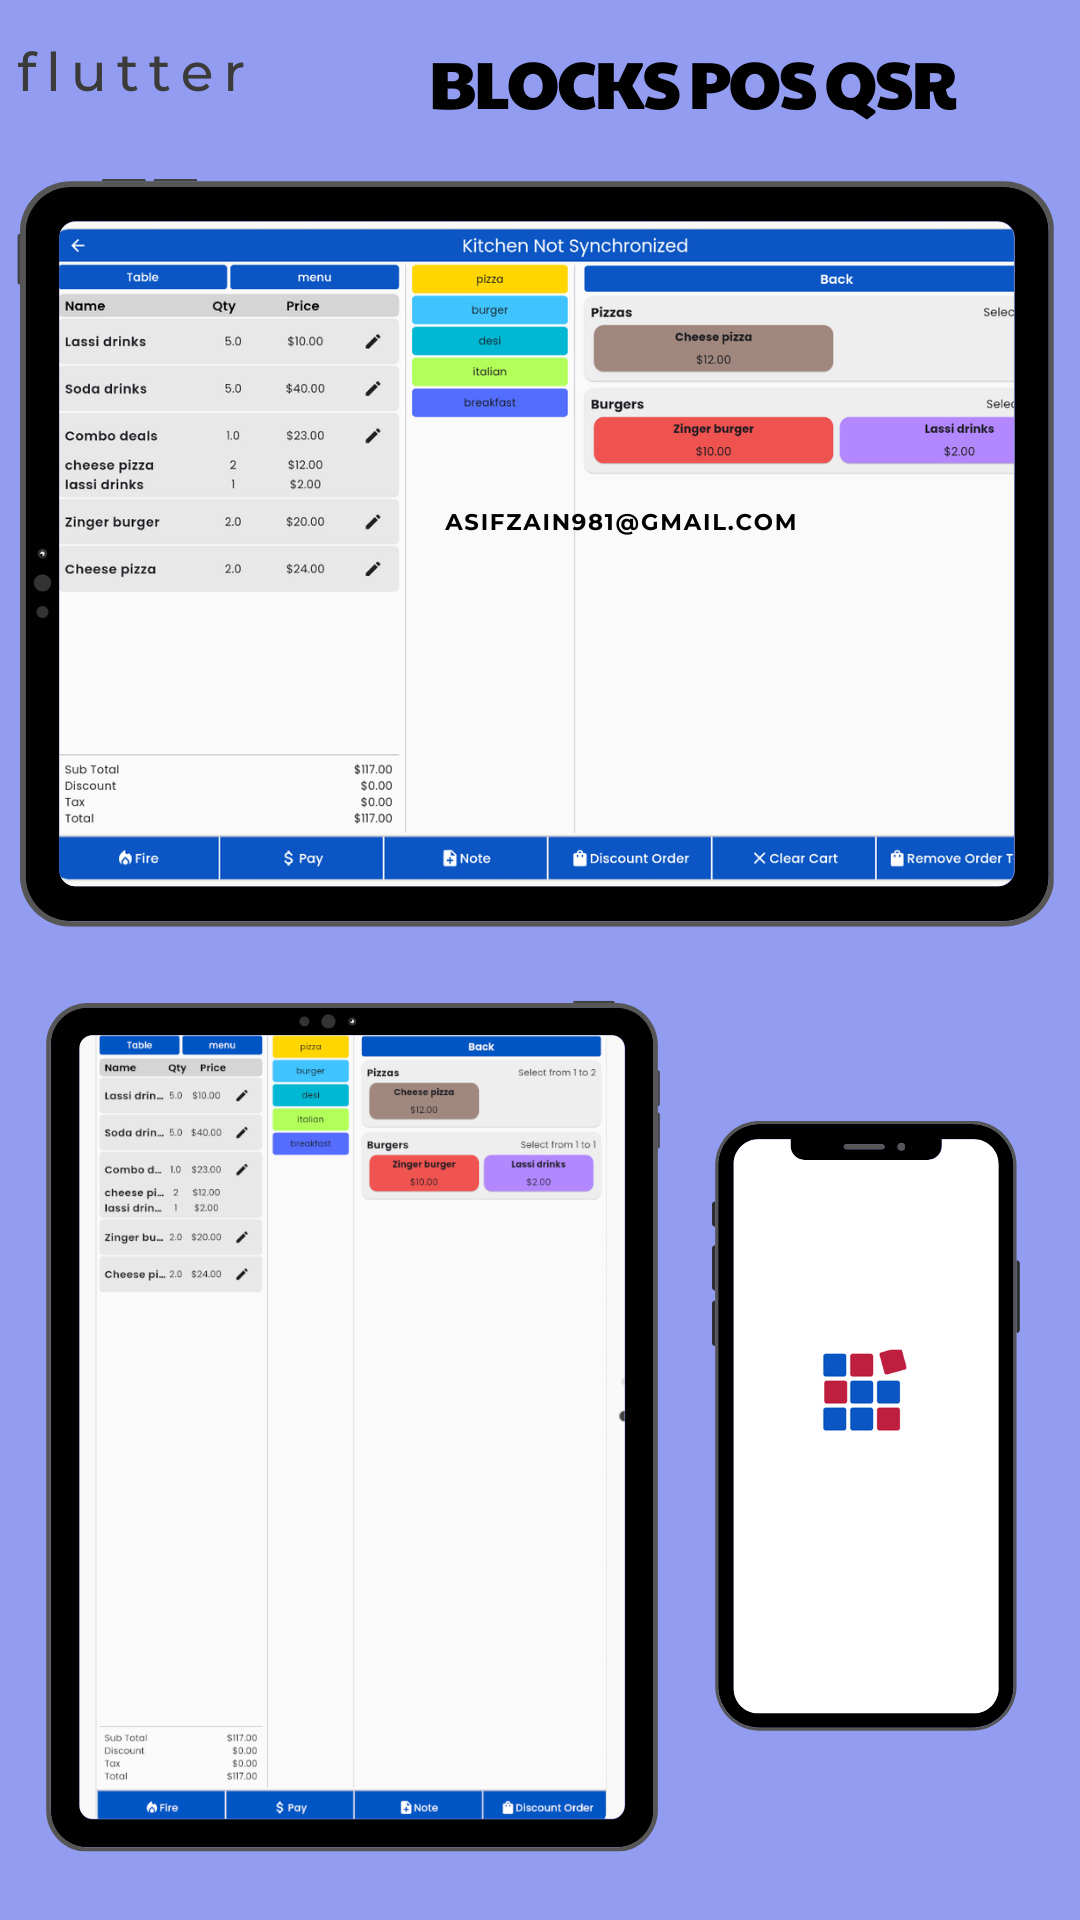 flutter
BLOCKS POS QSR
Kitchen Not Synchronized
Table menu
Name Qty Price
Lassi drinks 5.0 $10.00
Soda drinks 5.0 $40.00
Combo deals 1.0 $23.00
cheese pizza 2 $12.00
lassi drinks 1 $2.00
Zinger burger 2.0 $20.00
Cheese pizza 2.0 $24.00
Sub Total $117.00
Discount $0.00
Tax $0.00
Total $117.00
pizza
burger
desi
italian
breakfast
Back
Pizzas Selec
Cheese pizza
$12.00
Burgers Selec
Zinger burger Lassi drinks
$10.00 $2.00
ASIFZAIN981@GMAIL.COM
Fire $ Pay Note Discount Order Clear Cart Remove Order T
Table menu
Name Qty Price
Lassi drin... 5.0 $10.00
Soda drin... 5.0 $40.00
Combo d... 1.0 $23.00
cheese pi... 2 $12.00
lassi drin... 1 $2.00
Zinger bu... 2.0 $20.00
Cheese pi... 2.0 $24.00
Sub Total $117.00
Discount $0.00
Tax $0.00
Total $117.00
pizza
burger
desi
italian
breakfast
Back
Pizzas Select from 1 to 2
Cheese pizza
$12.00
Burgers Select from 1 to 1
Zinger burger Lassi drinks
$10.00 $2.00
Fire $ Pay Note Discount Order